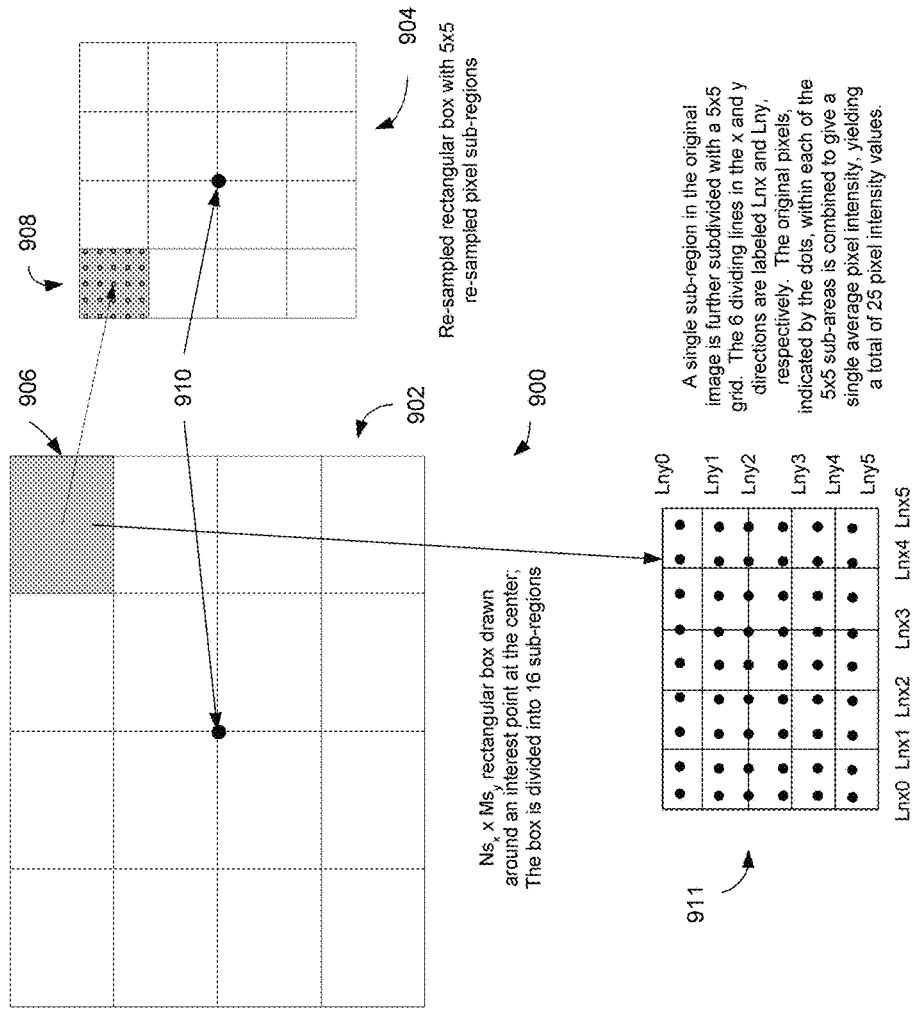 906
910
902
900
Ns_x x Ms_y rectangular box drawn
around an interest point at the center;
The box is divided into 16 sub-regions
908
904
Re-sampled rectangular box with 5x5
re-sampled pixel sub-regions
911
Lny0
Lny1
Lny2
Lny3
Lny4
Lny5
Lnx0 Lnx1 Lnx2 Lnx3 Lnx4 Lnx5
A single sub-region in the original
image is further subdivided with a 5x5
grid. The 6 dividing lines in the x and y
directions are labeled Lnx and Lny,
respectively. The original pixels,
indicated by the dots, within each of the
5x5 sub-areas is combined to give a
single average pixel intensity, yielding
a total of 25 pixel intensity values.